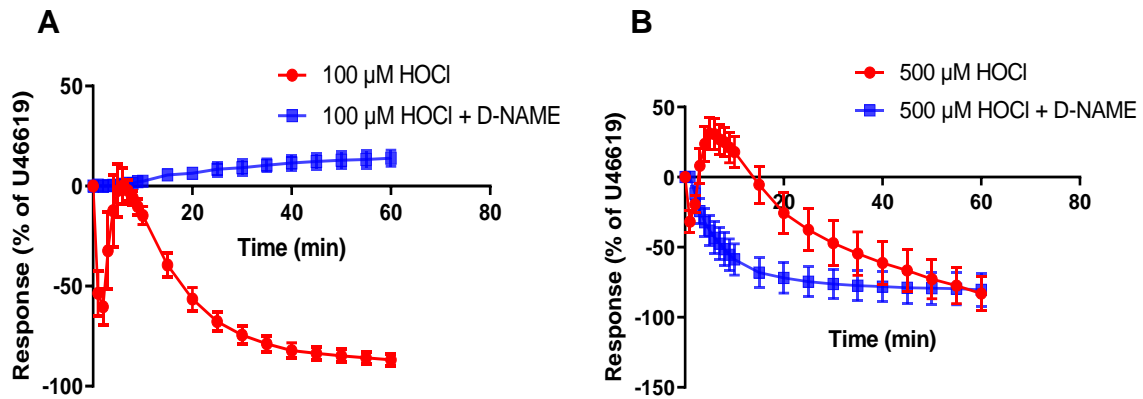 A
100 µM HOCl
100 µM HOCl + D-NAME
Response (% of U46619)
50
0
-50
-100
20
40
60
80
Time (min)
B
500 µM HOCl
500 µM HOCl + D-NAME
Response (% of U46619)
100
50
0
-50
-100
-150
20
40
60
80
Time (min)